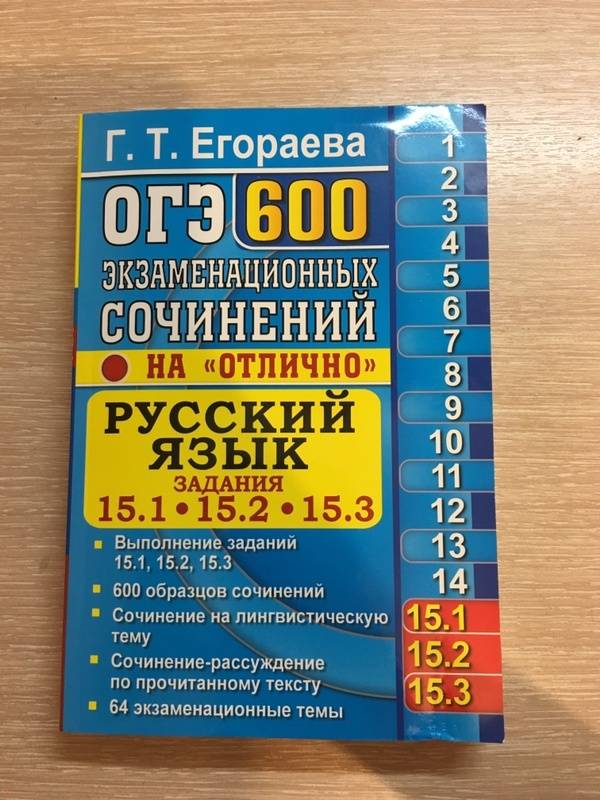 Г. Т. Егораева
ОГЭ 600
ЭКЗАМЕНАЦИОННЫХ
СОЧИНЕНИЙ
НА «ОТЛИЧНО»
РУССКИЙ
ЯЗЫК
ЗАДАНИЯ
15.1 • 15.2 • 15.3
Выполнение заданий
15.1, 15.2, 15.3
600 образцов сочинений
Сочинение на лингвистическую
тему
Сочинение-рассуждение
по прочитанному тексту
64 экзаменационные темы
1
2
3
4
5
6
7
8
9
10
11
12
13
14
15.1
15.2
15.3